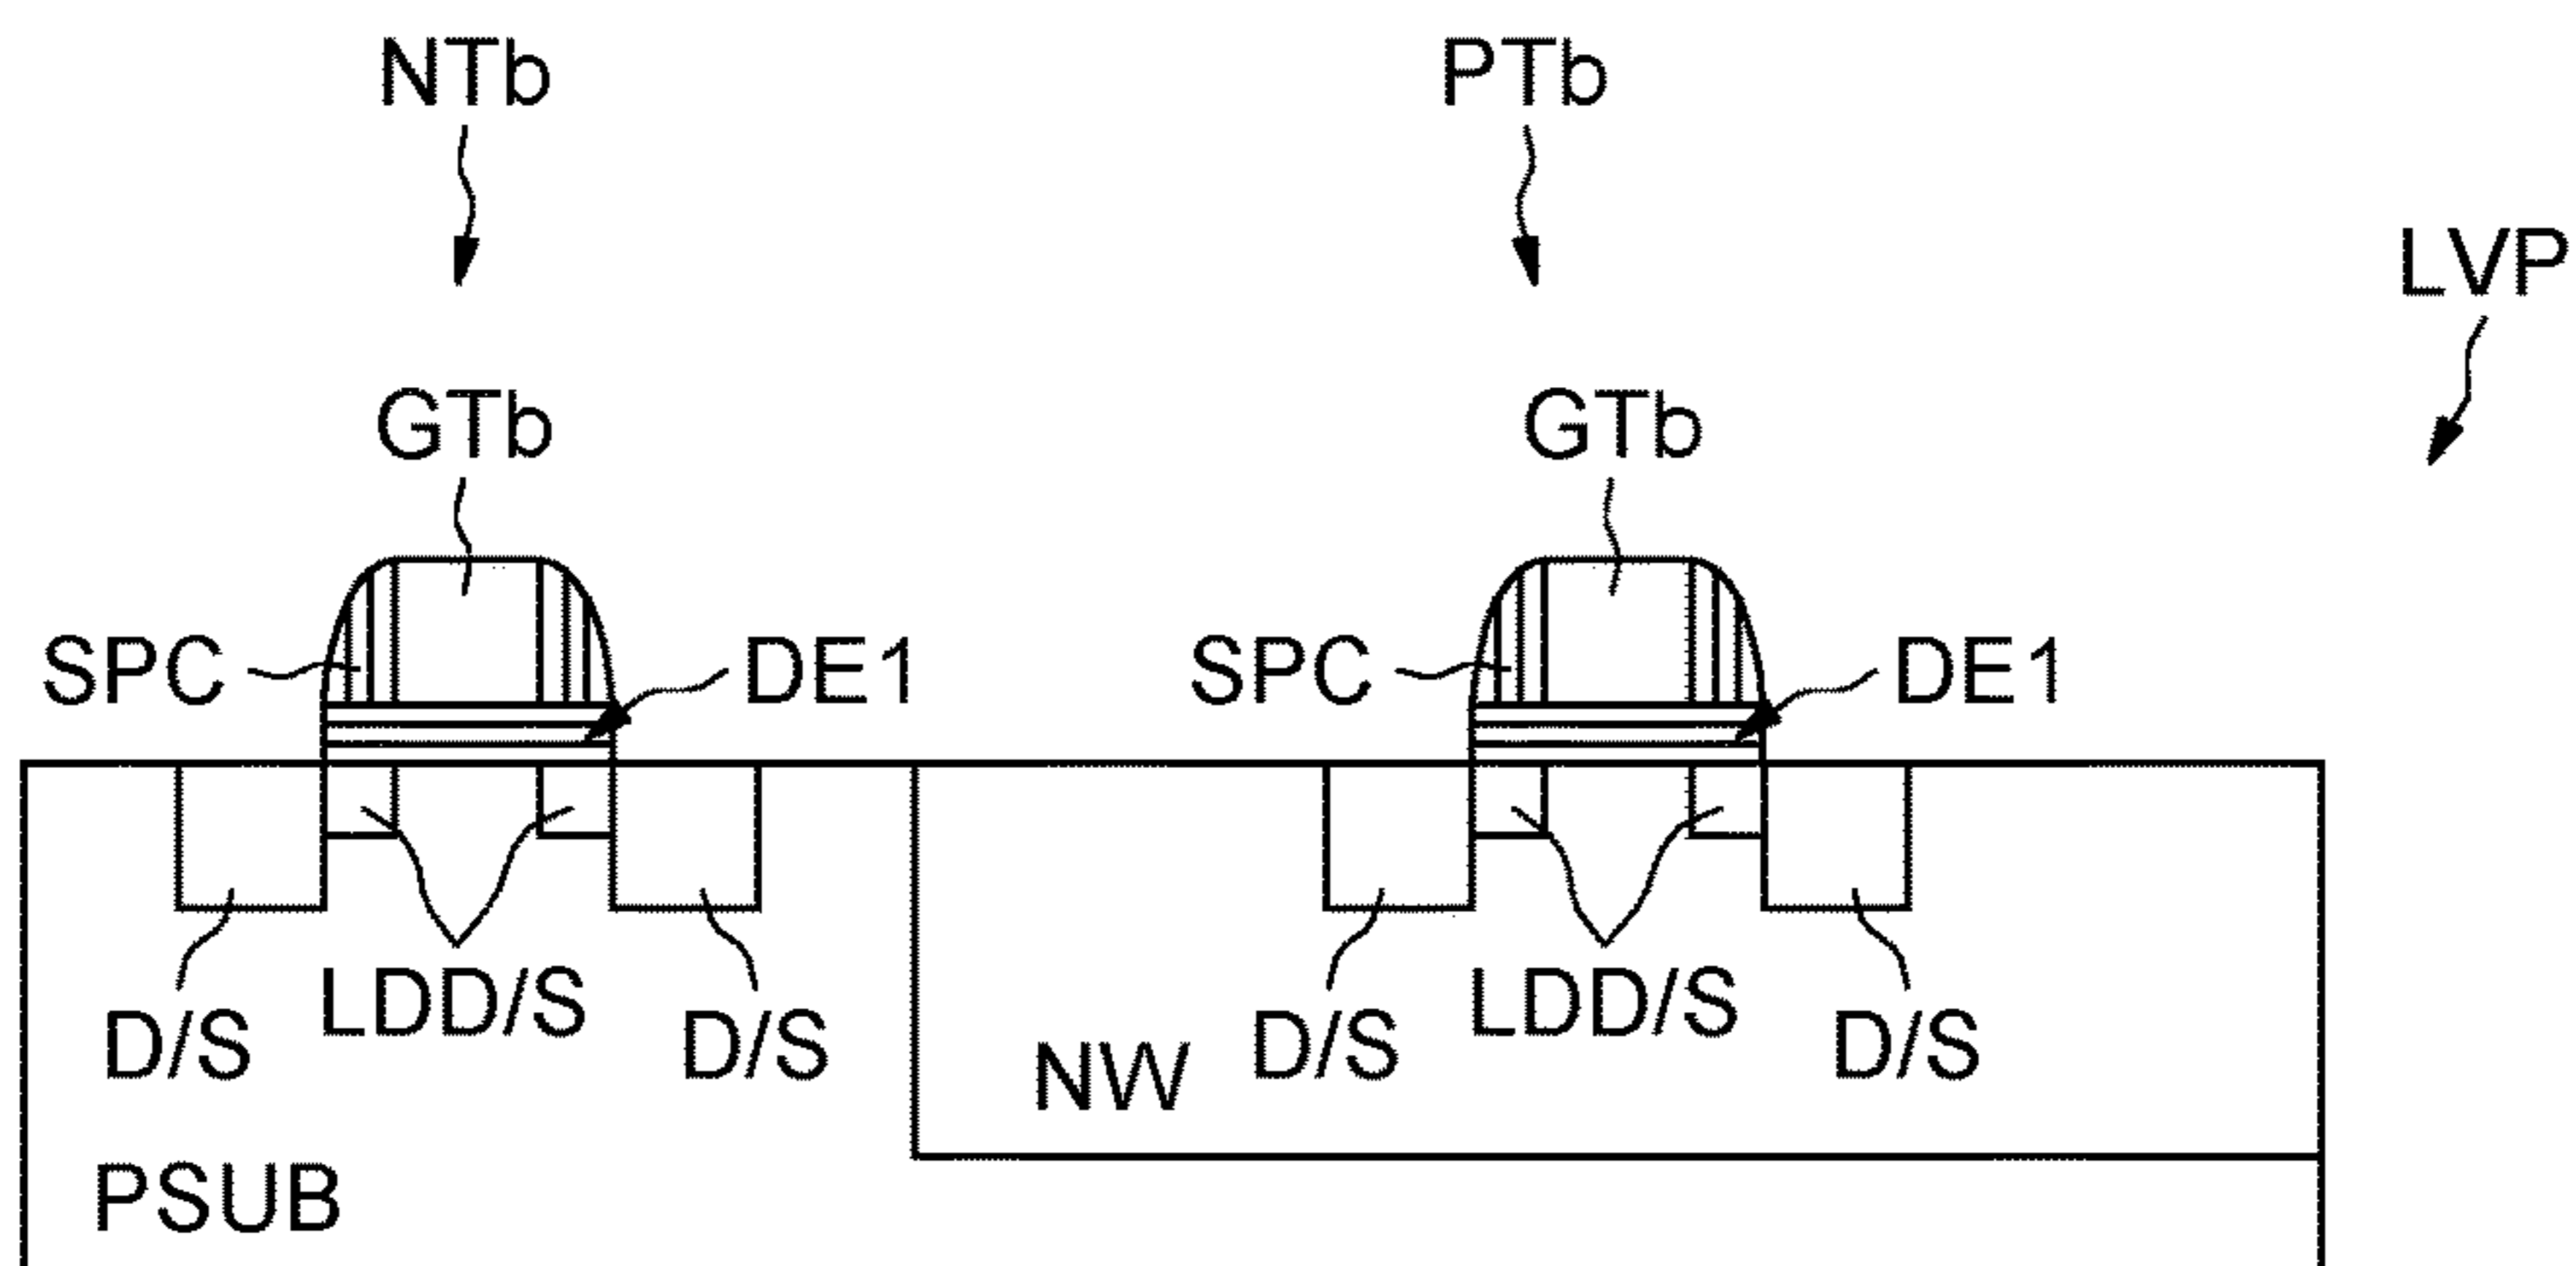 NTb
PTb
LVP
GTb
GTb
SPC
DE1
SPC
DE1
D/S
LDD/S
D/S
NW
D/S
LDD/S
D/S
PSUB